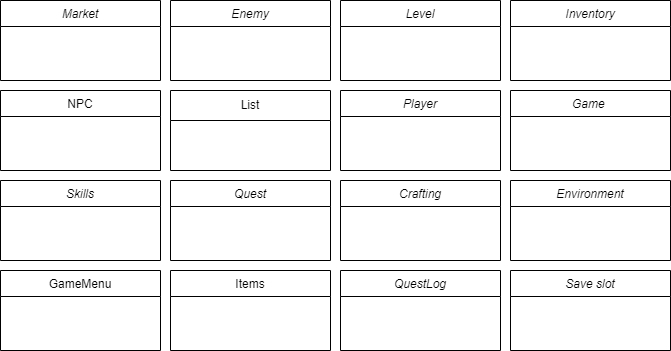 Market
Enemy
Level
Inventory
NPC
List
Player
Game
Skills
Quest
Crafting
Environment
GameMenu
Items
QuestLog
Save slot